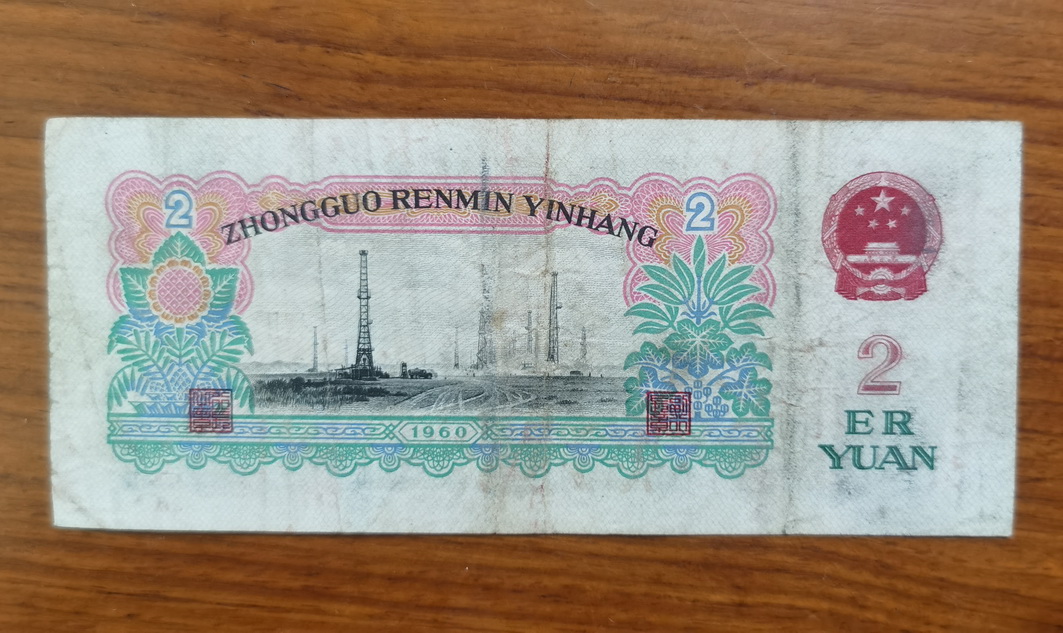 2
2
ZHONGGUO RENMIN YINHANG
1960
2
ER
YUAN